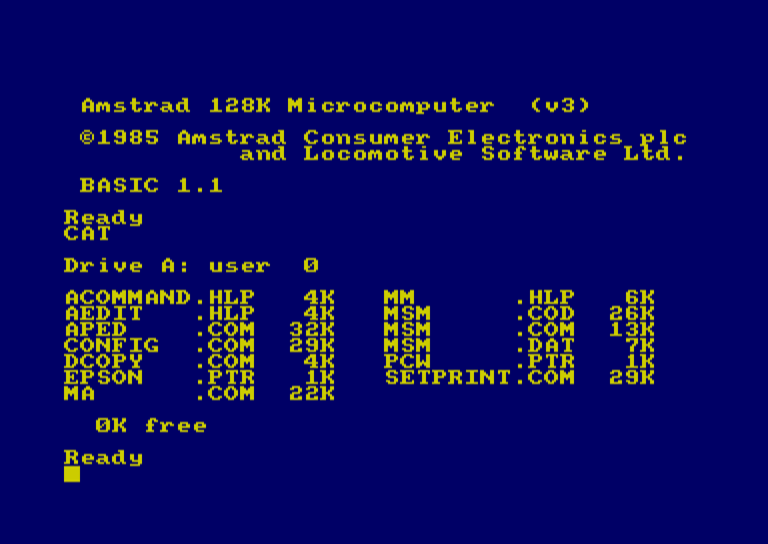 Amstrad 128K Microcomputer  (v3)
©1985 Amstrad Consumer Electronics plc
and Locomotive Software Ltd.
BASIC 1.1
Ready
CAT
Drive A: user  0
ACOMMAND.HLP   4K   MM      .HLP   6K
AEDIT   .HLP   4K   MSM     .COD  26K
APED    .COM  32K   MSM     .COM  13K
CONFIG  .COM  29K   MSM     .DAT   7K
DCOPY   .COM   4K   PCW     .PTR   1K
EPSON   .PTR   1K   SETPRINT.COM  29K
MA      .COM  22K
0K free
Ready